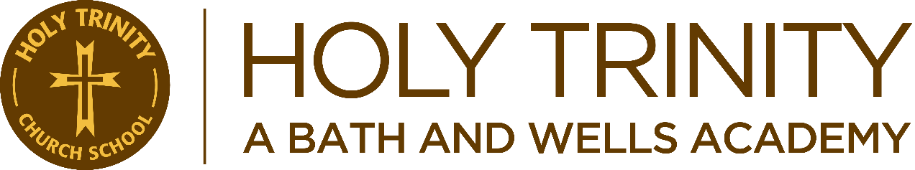 HOLY TRINITY
CHURCH SCHOOL
HOLY TRINITY
A BATH AND WELLS ACADEMY